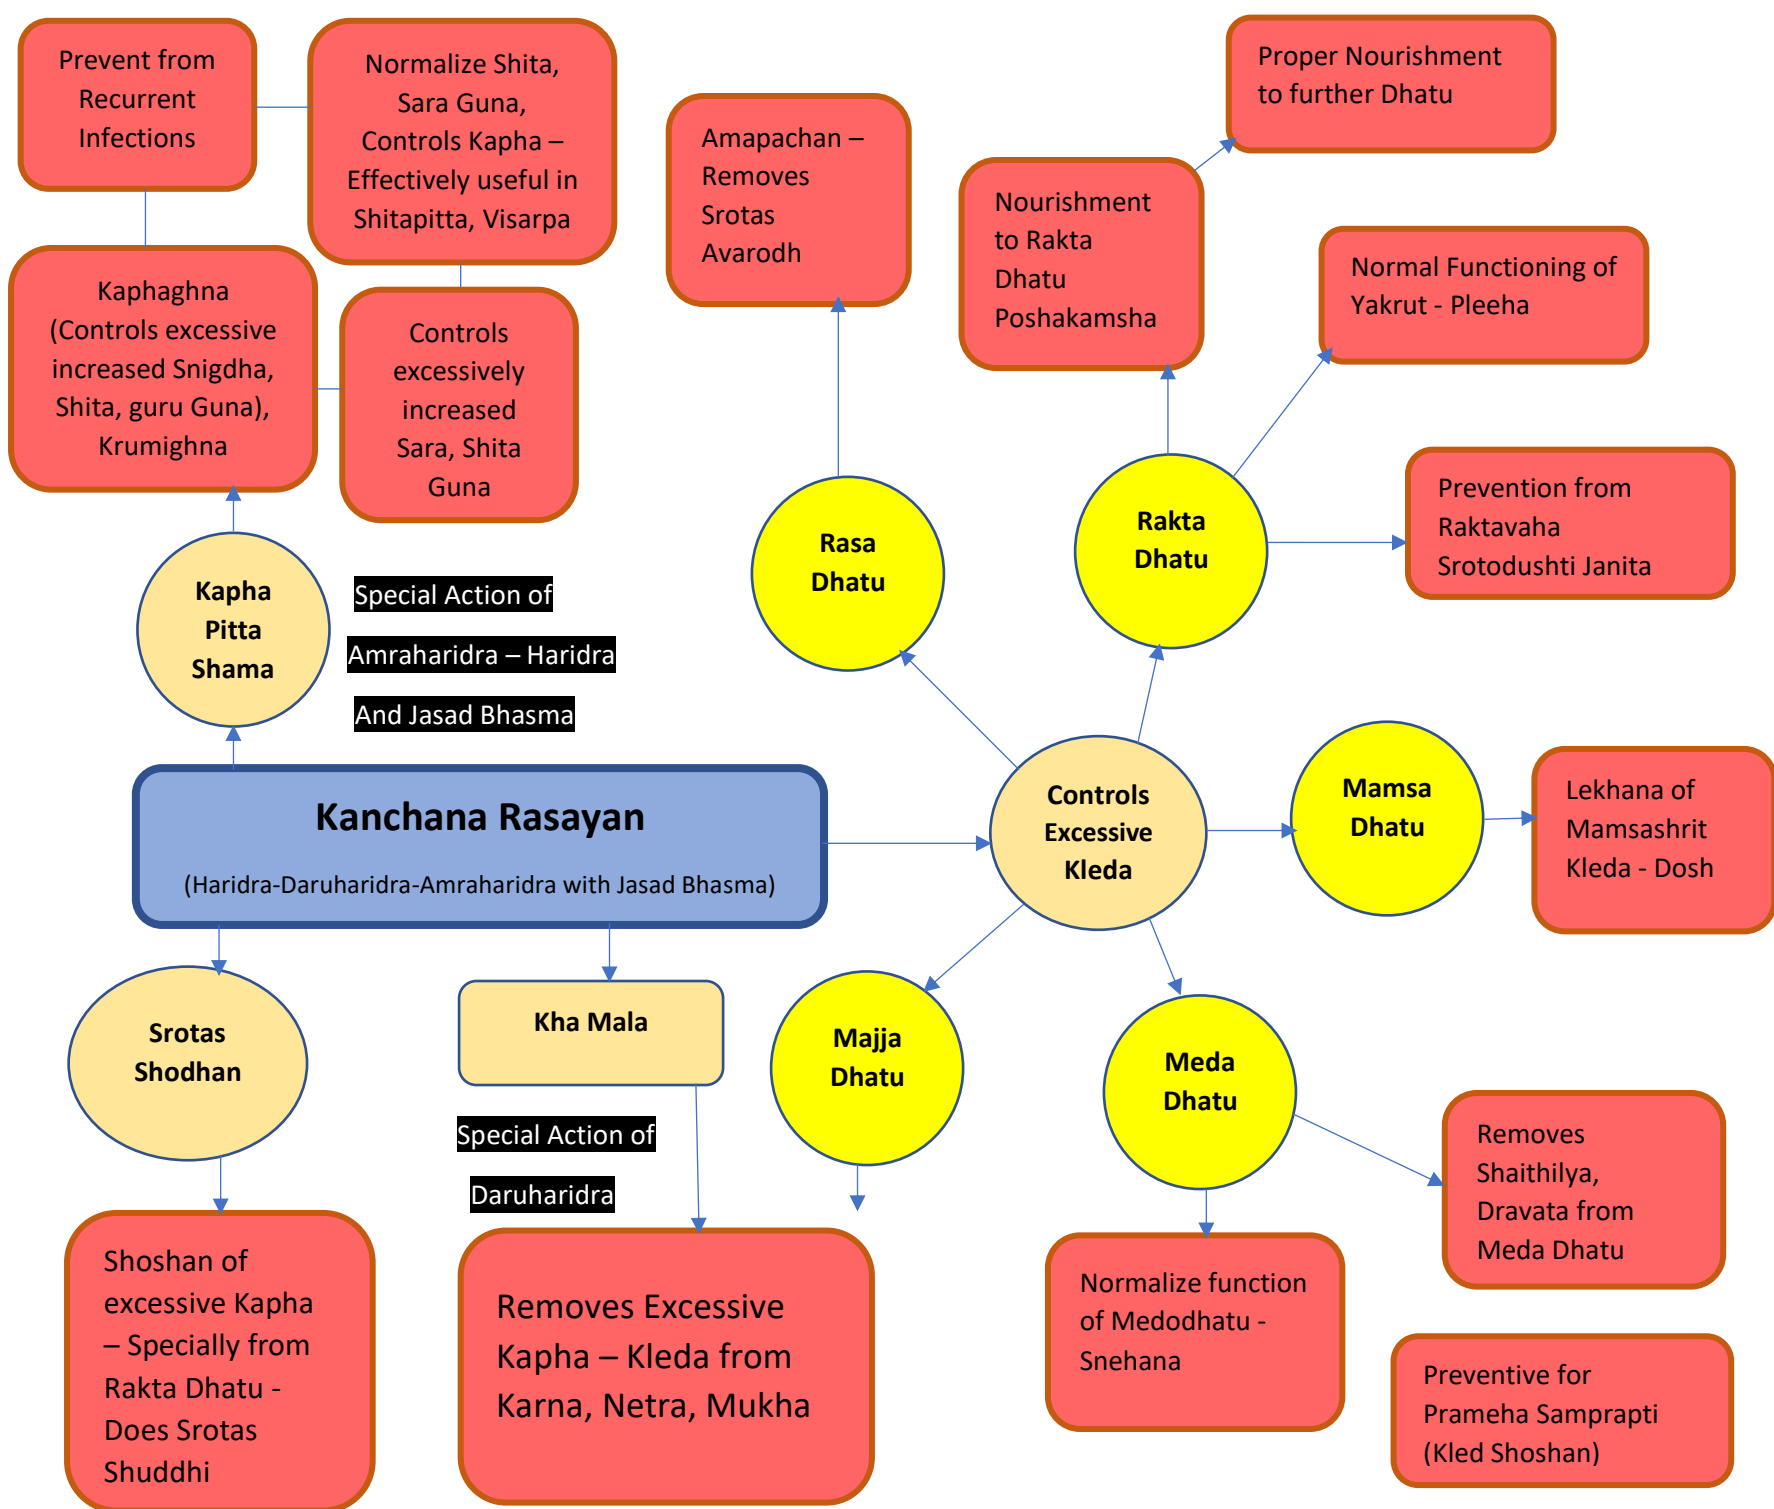 Prevent from
Recurrent
Infections
Normalize Shita,
Sara Guna,
Controls Kapha –
Effectively useful in
Shitapitta, Visarpa
Amapachan –
Removes
Srotas
Avarodh
Proper Nourishment
to further Dhatu
Nourishment
to Rakta
Dhatu
Poshakamsha
Normal Functioning of
Yakrut - Pleeha
Kaphaghna
(Controls excessive
increased Snigdha,
Shita, guru Guna),
Krumighna
Controls
excessively
increased
Sara, Shita
Guna
Prevention from
Raktavaha
Srotodushti Janita
Rasa
Dhatu
Rakta
Dhatu
Kapha
Pitta
Shama
Special Action of
Amraharidra – Haridra
And Jasad Bhasma
Kanchana Rasayan
(Haridra-Daruharidra-Amraharidra with Jasad Bhasma)
Controls
Excessive
Kleda
Mamsa
Dhatu
Lekhana of
Mamsashrit
Kleda - Dosh
Srotas
Shodhan
Kha Mala
Majja
Dhatu
Meda
Dhatu
Special Action of
Daruharidra
Removes
Shaithilya,
Dravata from
Meda Dhatu
Shoshan of
excessive Kapha
– Specially from
Rakta Dhatu -
Does Srotas
Shuddhi
Removes Excessive
Kapha – Kleda from
Karna, Netra, Mukha
Normalize function
of Medodhatu -
Snehana
Preventive for
Prameha Samprapti
(Kled Shoshan)